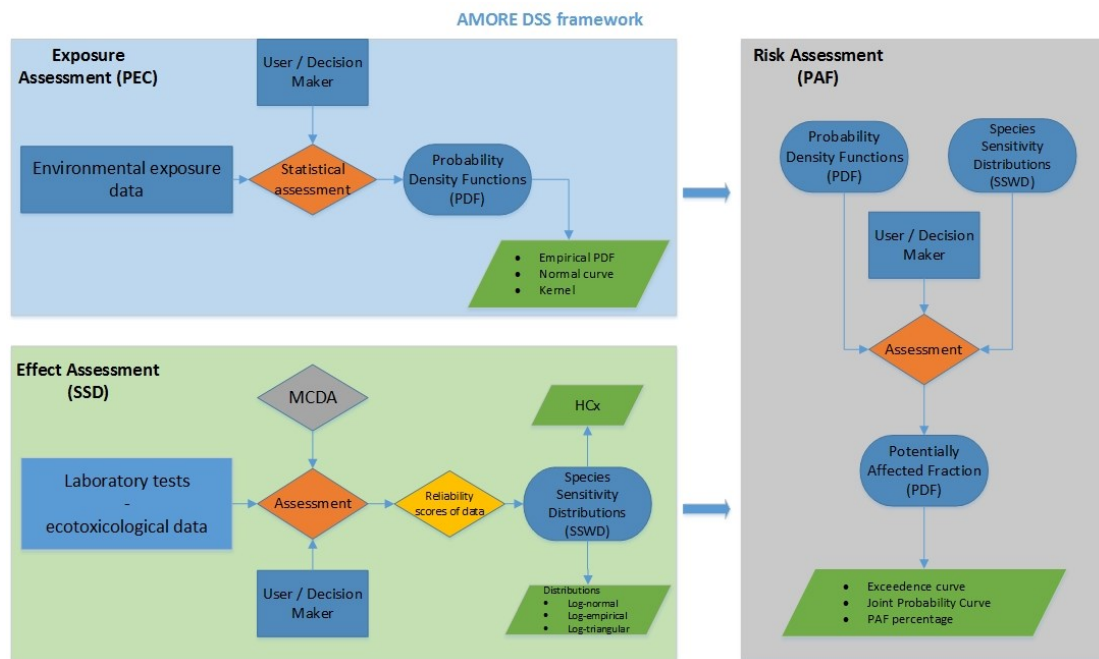 AMORE DSS framework
Exposure
Assessment (PEC)
User / Decision
Maker
Environmental exposure
data
Statistical
assessment
Probability
Density Functions
(PDF)
● Empirical PDF
● Normal curve
● Kernel
Effect Assessment
(SSD)
MCDA
Laboratory tests
-
ecotoxicological data
Assessment
Reliability
scores of data
HCx
Species
Sensitivity
Distributions
(SSWD)
User / Decision
Maker
Distributions
● Log-normal
● Log-empirical
● Log-triangular
Risk Assessment
(PAF)
Probability
Density Functions
(PDF)
Species
Sensitivity
Distributions
(SSWD)
User / Decision
Maker
Assessment
Potentially
Affected Fraction
(PDF)
● Exceedence curve
● Joint Probability Curve
● PAF percentage